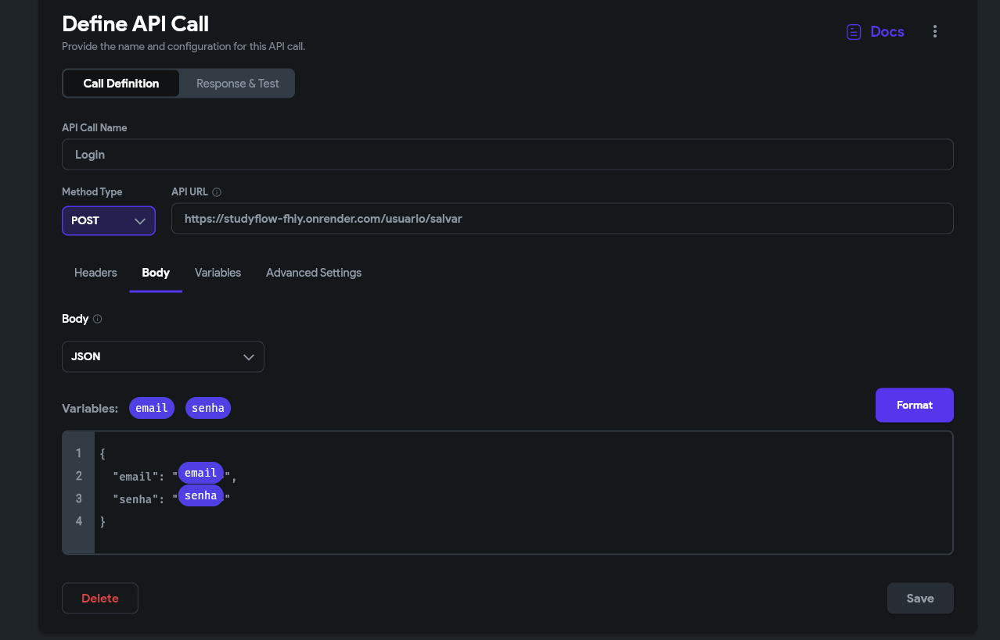 Define API Call
Docs
Provide the name and configuration for this API call.
Call Definition
Response & Test
API Call Name
Login
Method Type
API URL
POST
https://studyflow-fhiy.onrender.com/usuario/salvar
Headers
Body
Variables
Advanced Settings
Body
JSON
Variables: email senha
Format
1 {
2 "email": "email",
3 "senha": "senha"
4 }
Delete
Save